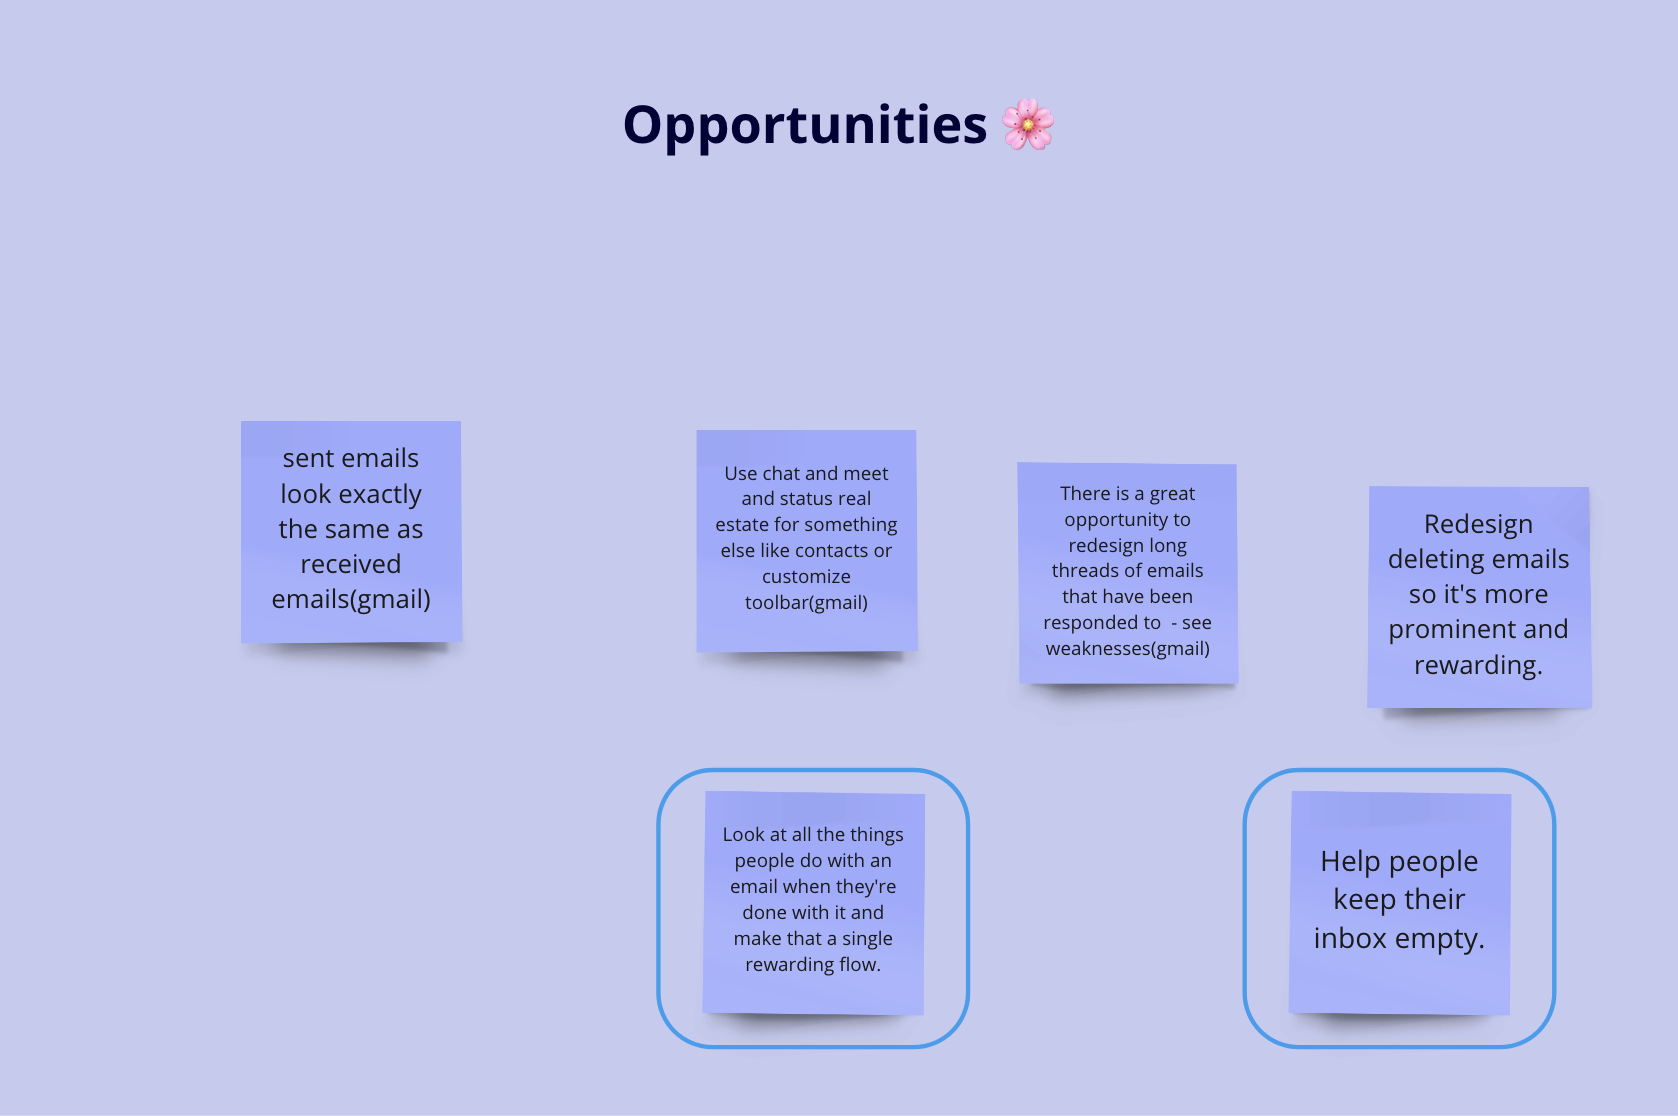 Opportunities 🌸
sent emails
look exactly
the same as
received
emails(gmail)
Use chat and meet
and status real
estate for something
else like contacts or
customize
toolbar(gmail)
There is a great
opportunity to
redesign long
threads of emails
that have been
responded to  - see
weaknesses(gmail)
Redesign
deleting emails
so it's more
prominent and
rewarding.
Look at all the things
people do with an
email when they're
done with it and
make that a single
rewarding flow.
Help people
keep their
inbox empty.